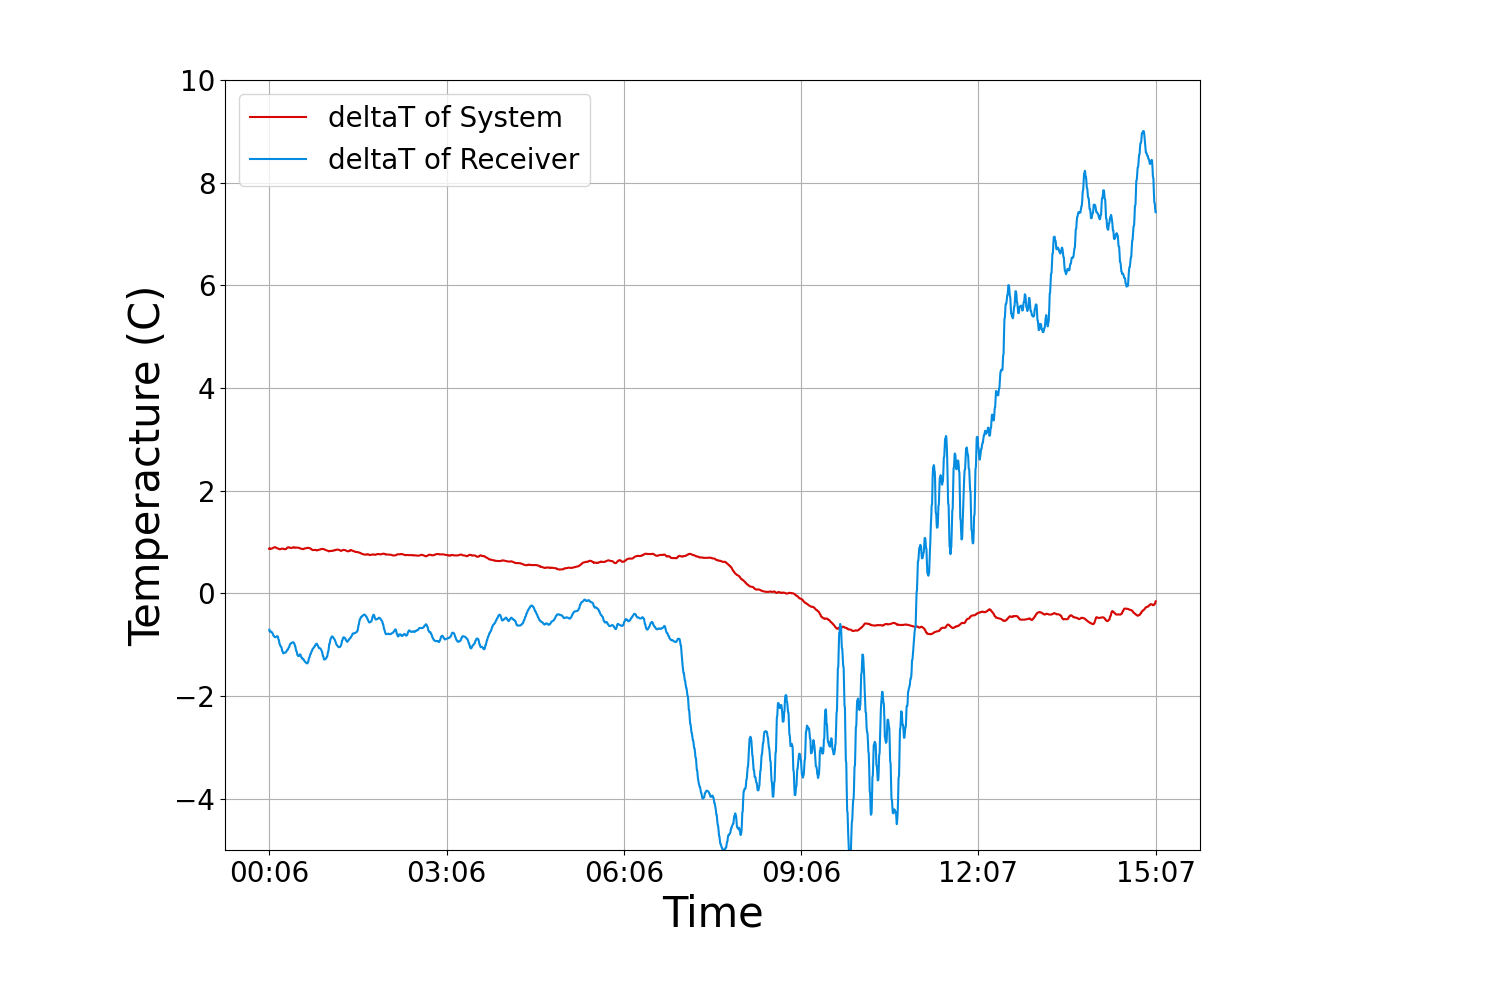 10
8
6
4
2
0
−2
−4
deltaT of System
deltaT of Receiver
Temperacture (C)
00:06 03:06 06:06 09:06 12:07 15:07
Time